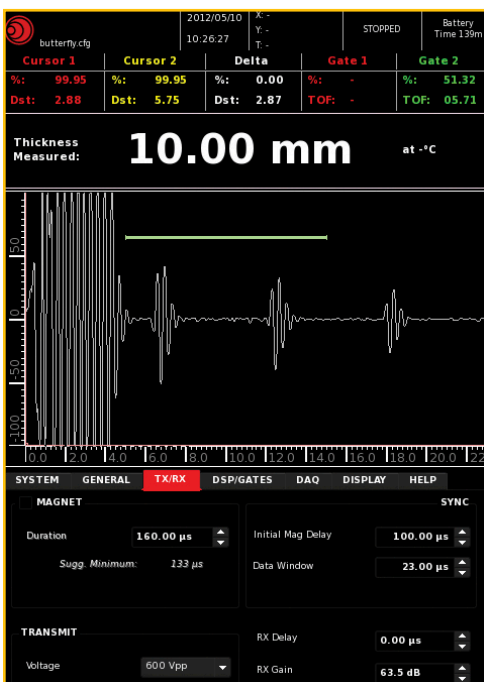 butterfly.cfg
2012/05/10
10:26:27
X: -
Y: -
T: -
STOPPED
Battery
Time 139m
Cursor 1 Cursor 2 Delta Gate 1 Gate 2
%: 99.95 %: 99.95 %: 0.00 %: - %: 51.32
Dst: 2.88 Dst: 5.75 Dst: 2.87 TOF: - TOF: 05.71
Thickness
Measured:
10.00 mm
at -°C
50
0
-50
-100
0.0 2.0 4.0 6.0 8.0 10.0 12.0 14.0 16.0 18.0 20.0 22
SYSTEM GENERAL TX/RX DSP/GATES DAQ DISPLAY HELP
MAGNET SYNC
Duration 160.00 µs Initial Mag Delay 100.00 µs
Sugg. Minimum: 133 µs Data Window 23.00 µs
TRANSMIT RX Delay 0.00 µs
Voltage 600 Vpp RX Gain 63.5 dB